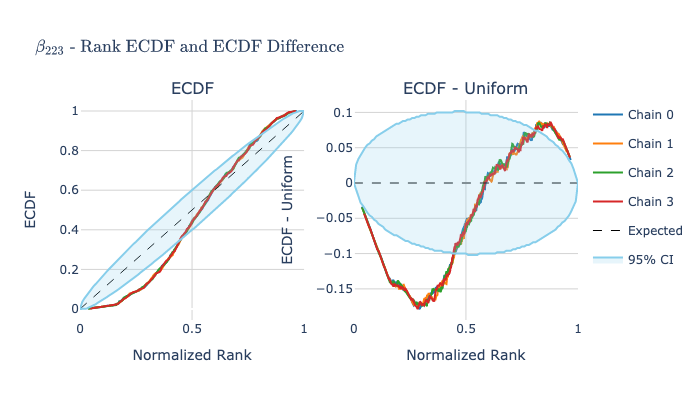 β₂₂₃ - Rank ECDF and ECDF Difference
ECDF
ECDF - Uniform
1
0.8
0.6
0.4
0.2
0
ECDF
0
0.5
1
Normalized Rank
0.1
0.05
0
−0.05
−0.1
−0.15
ECDF - Uniform
0
0.5
1
Normalized Rank
Chain 0
Chain 1
Chain 2
Chain 3
Expected
95% CI